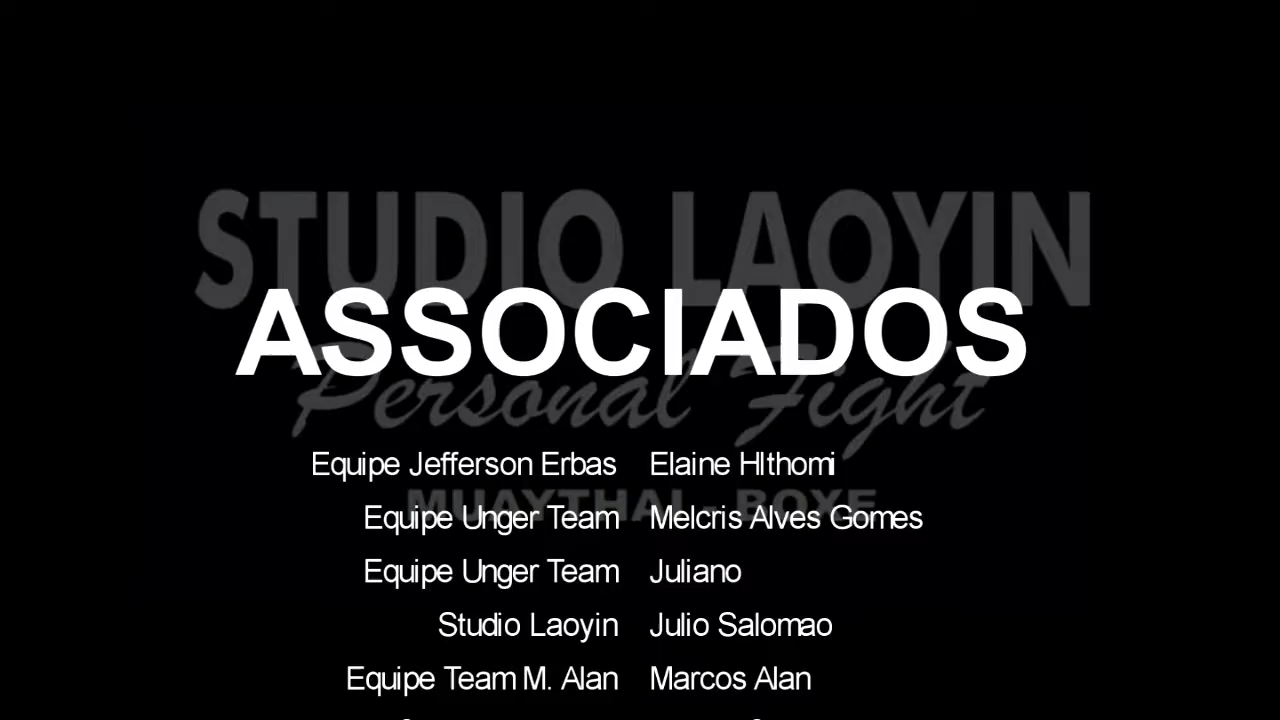 STUDIO LAOYIN
ASSOCIADOS
Personal Fight
Equipe Jefferson Erbas Elaine HIthomi
MUAYTHAI - BOXE
Equipe Unger Team Melcris Alves Gomes
Equipe Unger Team Juliano
Studio Laoyin Julio Salomao
Equipe Team M. Alan Marcos Alan